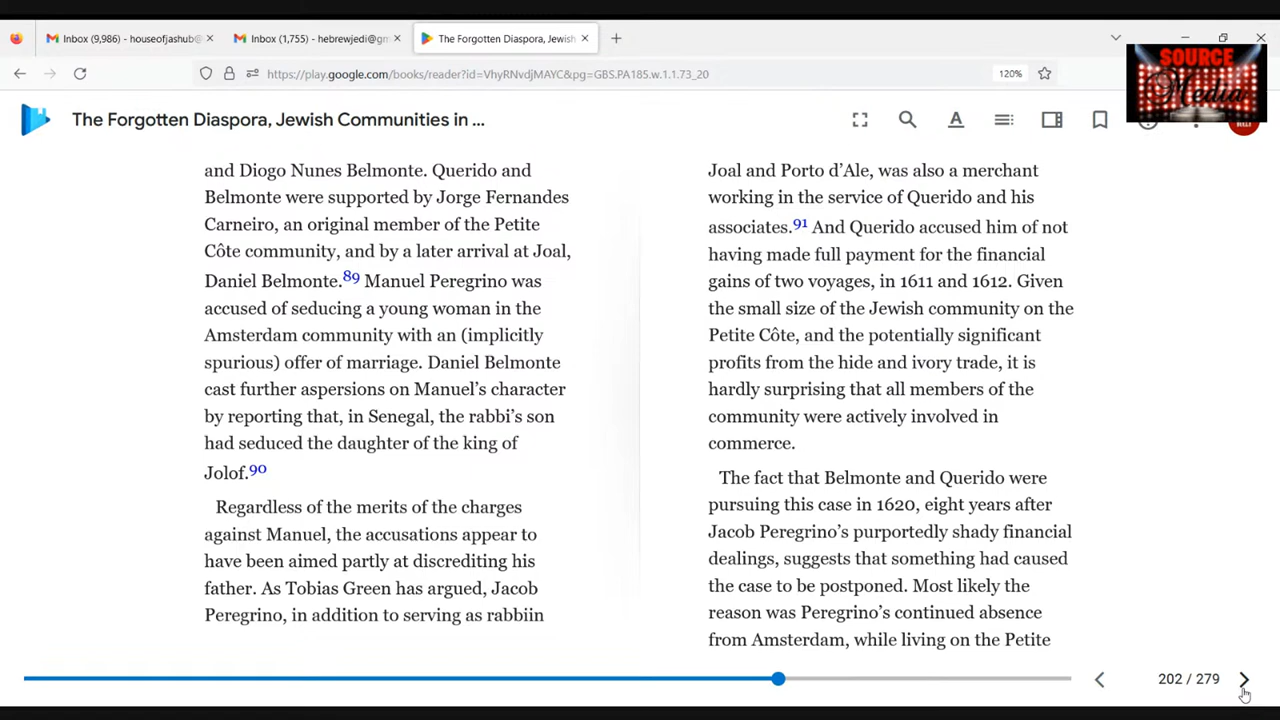 Inbox (9,986) - houseofjashub@
Inbox (1,755) - hebrewjedi@gm
The Forgotten Diaspora, Jewish
https://play.google.com/books/reader?id=VhyRNvdjMAYC&pg=GBS.PA185.w.1.1.73_20
120%
SOURCE
Media
The Forgotten Diaspora, Jewish Communities in ...
and Diogo Nunes Belmonte. Querido and
Belmonte were supported by Jorge Fernandes
Carneiro, an original member of the Petite
Côte community, and by a later arrival at Joal,
Daniel Belmonte.89 Manuel Peregrino was
accused of seducing a young woman in the
Amsterdam community with an (implicitly
spurious) offer of marriage. Daniel Belmonte
cast further aspersions on Manuel's character
by reporting that, in Senegal, the rabbi's son
had seduced the daughter of the king of
Jolof.90
Regardless of the merits of the charges
against Manuel, the accusations appear to
have been aimed partly at discrediting his
father. As Tobias Green has argued, Jacob
Peregrino, in addition to serving as rabbiin
Joal and Porto d'Ale, was also a merchant
working in the service of Querido and his
associates.91 And Querido accused him of not
having made full payment for the financial
gains of two voyages, in 1611 and 1612. Given
the small size of the Jewish community on the
Petite Côte, and the potentially significant
profits from the hide and ivory trade, it is
hardly surprising that all members of the
community were actively involved in
commerce.
The fact that Belmonte and Querido were
pursuing this case in 1620, eight years after
Jacob Peregrino's purportedly shady financial
dealings, suggests that something had caused
the case to be postponed. Most likely the
reason was Peregrino's continued absence
from Amsterdam, while living on the Petite
202 / 279